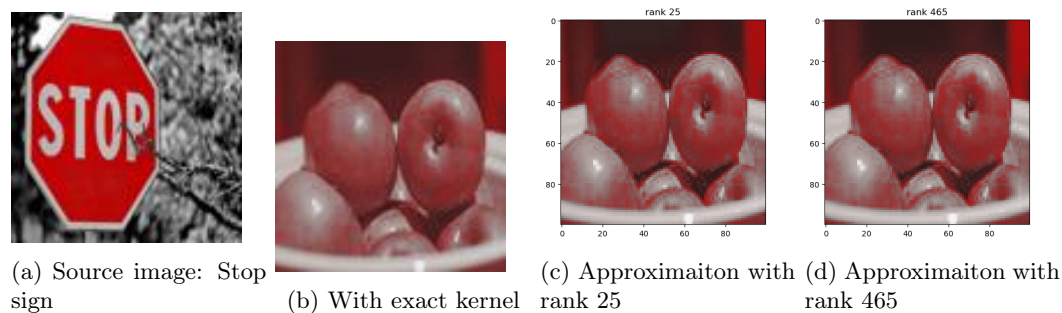 STOP
rank 25
0
20
40
60
80
0 20 40 60 80
rank 465
0
20
40
60
80
0 20 40 60 80
(a) Source image: Stop
sign
(b) With exact kernel
(c) Approximaiton with
rank 25
(d) Approximaiton with
rank 465